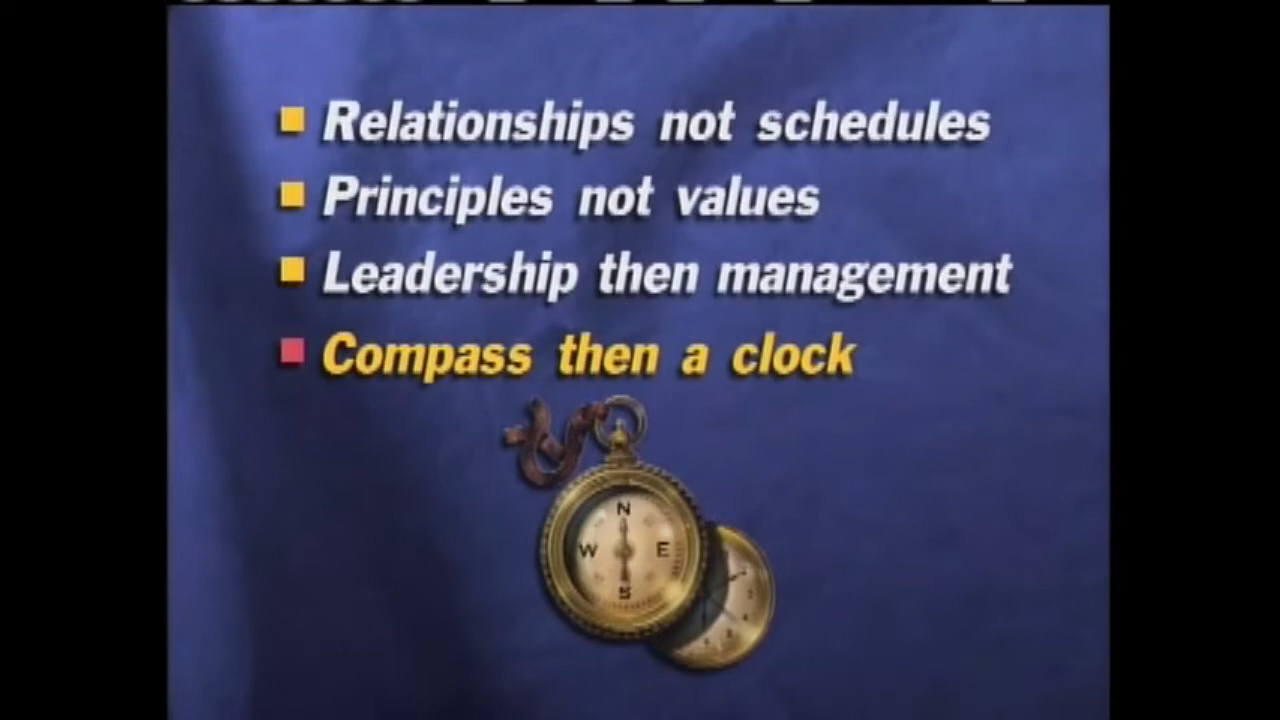 Relationships not schedules
Principles not values
Leadership then management
Compass then a clock
N
W E
S